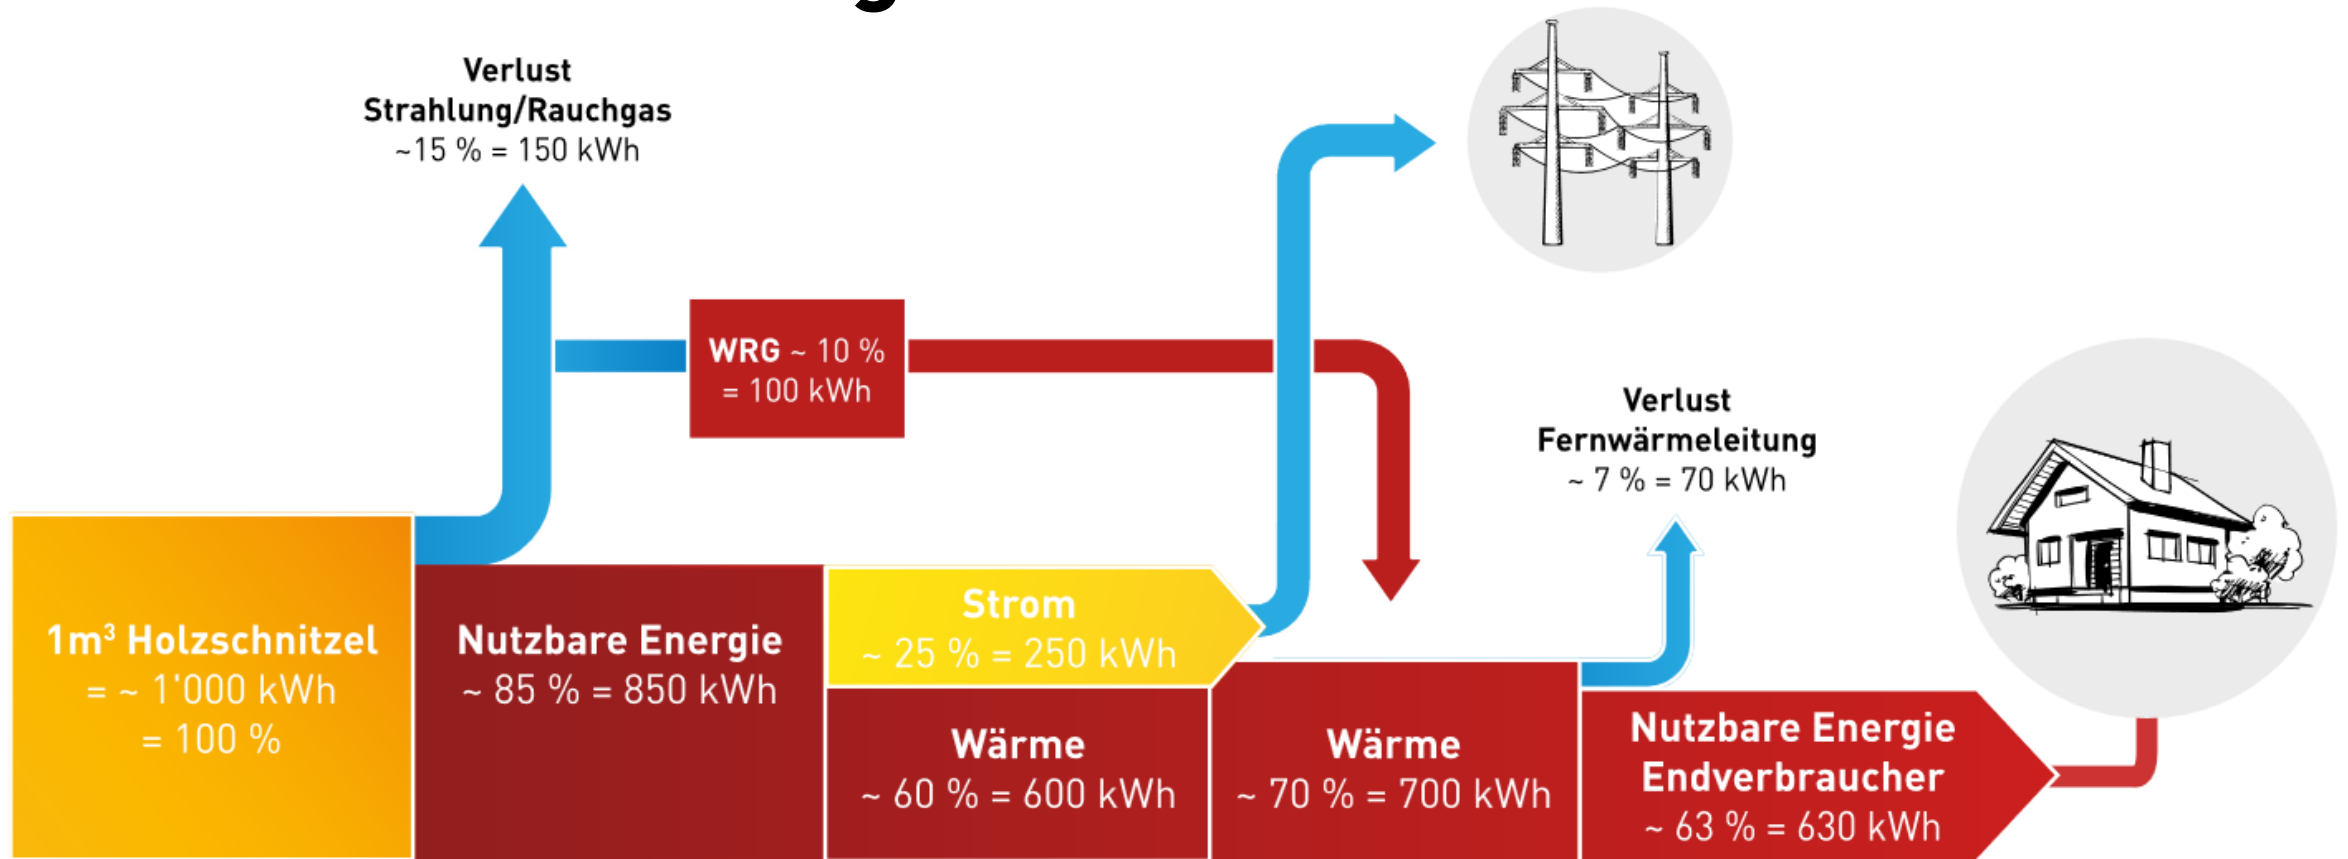 Verlust
Strahlung/Rauchgas
~15 % = 150 kWh
WRG ~ 10 %
= 100 kWh
Verlust
Fernwärmeleitung
~ 7 % = 70 kWh
1m³ Holzschnitzel
= ~ 1'000 kWh
= 100 %
Nutzbare Energie
~ 85 % = 850 kWh
Strom
~ 25 % = 250 kWh
Wärme
~ 60 % = 600 kWh
Wärme
~ 70 % = 700 kWh
Nutzbare Energie
Endverbraucher
~ 63 % = 630 kWh